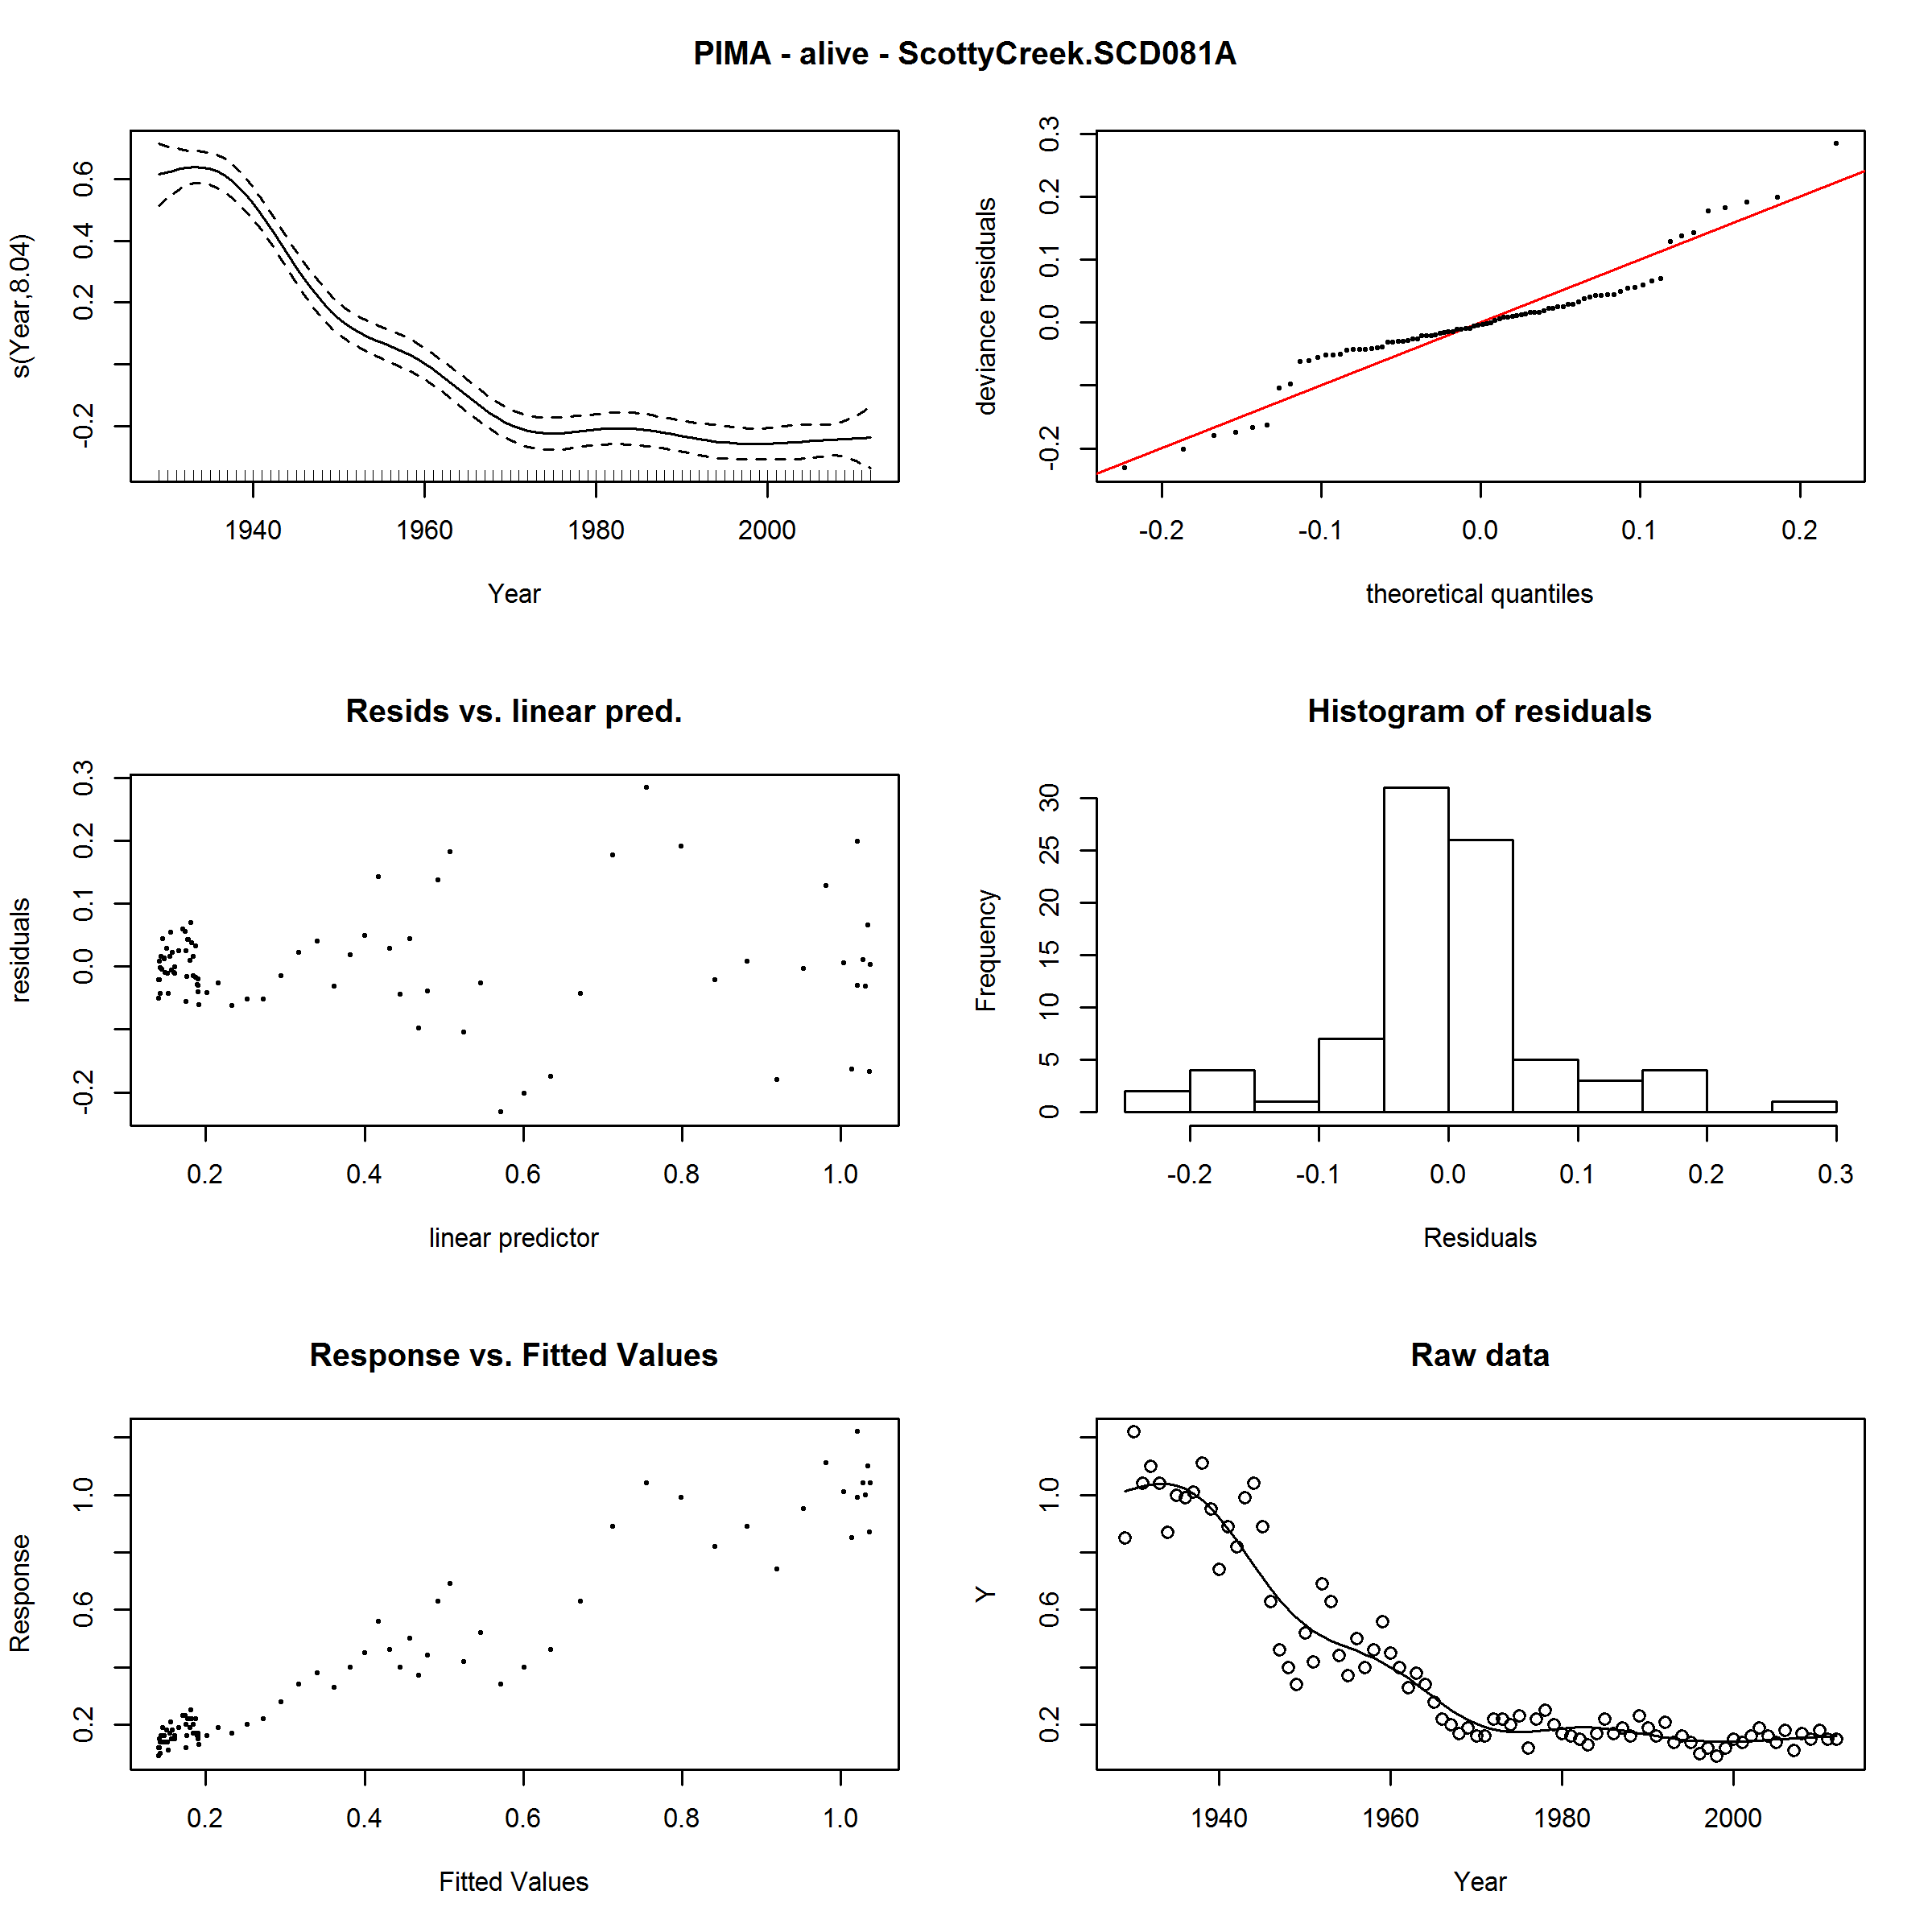 PIMA - alive - ScottyCreek.SCD081A
s(Year,8.04)
-0.2 0.2 0.4 0.6
1940 1960 1980 2000
Year
deviance residuals
-0.2 0.0 0.1 0.2 0.3
-0.2 -0.1 0.0 0.1 0.2
theoretical quantiles
Resids vs. linear pred.
residuals
-0.2 0.0 0.1 0.2 0.3
0.2 0.4 0.6 0.8 1.0
linear predictor
Histogram of residuals
Frequency
0 5 10 15 20 25 30
-0.2 -0.1 0.0 0.1 0.2 0.3
Residuals
Response vs. Fitted Values
Response
0.2 0.6 1.0
0.2 0.4 0.6 0.8 1.0
Fitted Values
Raw data
Y
0.2 0.6 1.0
1940 1960 1980 2000
Year